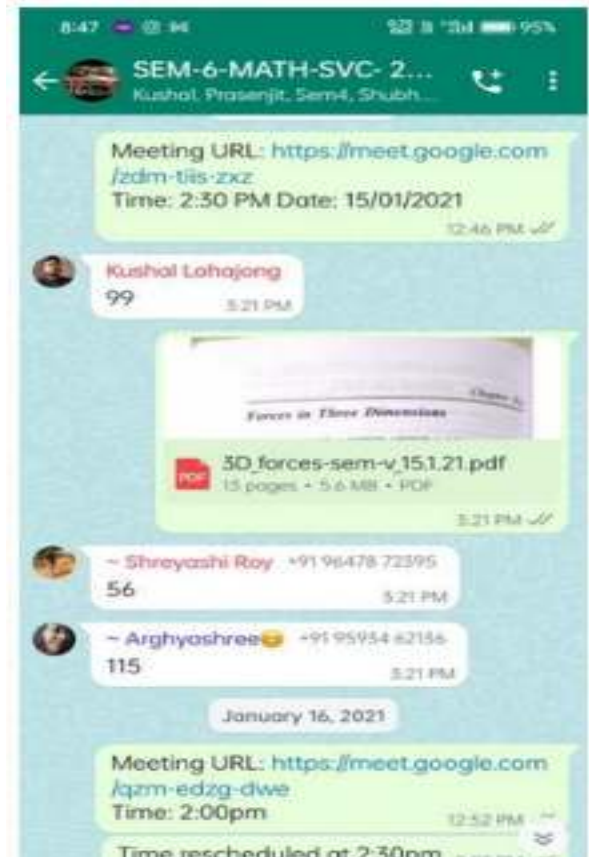 8:47
95%
SEM-6-MATH-SVC- 2...
Kushal, Prasenjit, Sem4, Shubh...
Meeting URL: https://meet.google.com
/zdm-tiis-zxz
Time: 2:30 PM Date: 15/01/2021
12:46 PM
Kushal Lohajong
99
5:21 PM
Forces in Three Dimensions
3D_forces-sem-v_15.1.21.pdf
PDF
15 pages • 5.6 MB • PDF
5:21 PM
~ Shreyashi Roy +91 96478 72395
56
5:21 PM
~ Arghyashree😊
115
5:21 PM
January 16, 2021
Meeting URL: https://meet.google.com
/qzm-edzg-dwe
Time: 2:00pm
12:52 PM
Time rescheduled at 2:30pm